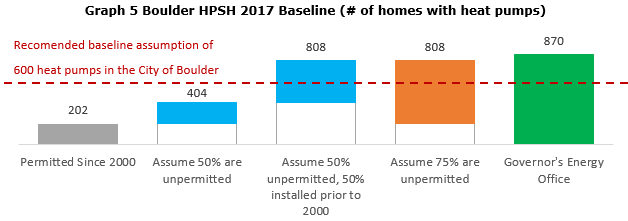 Graph 5 Boulder HPSH 2017 Baseline (# of homes with heat pumps)
Recomended baseline assumption of
600 heat pumps in the City of Boulder
202
404
808
808
870
Permitted Since 2000
Assume 50% are
unpermitted
Assume 50%
unpermitted, 50%
installed prior to
2000
Assume 75% are
unpermitted
Governor's Energy
Office